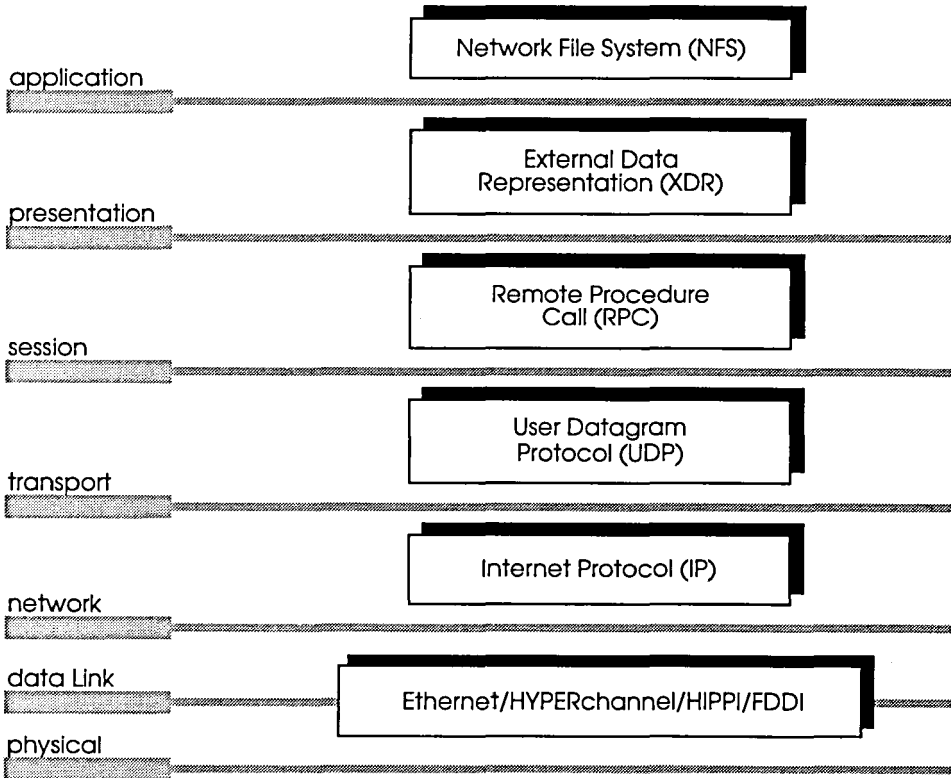 Network File System (NFS)
application
External Data
Representation (XDR)
presentation
Remote Procedure
Call (RPC)
session
User Datagram
Protocol (UDP)
transport
Internet Protocol (IP)
network
data Link
Ethernet/HYPERchannel/HIPPI/FDDI
physical